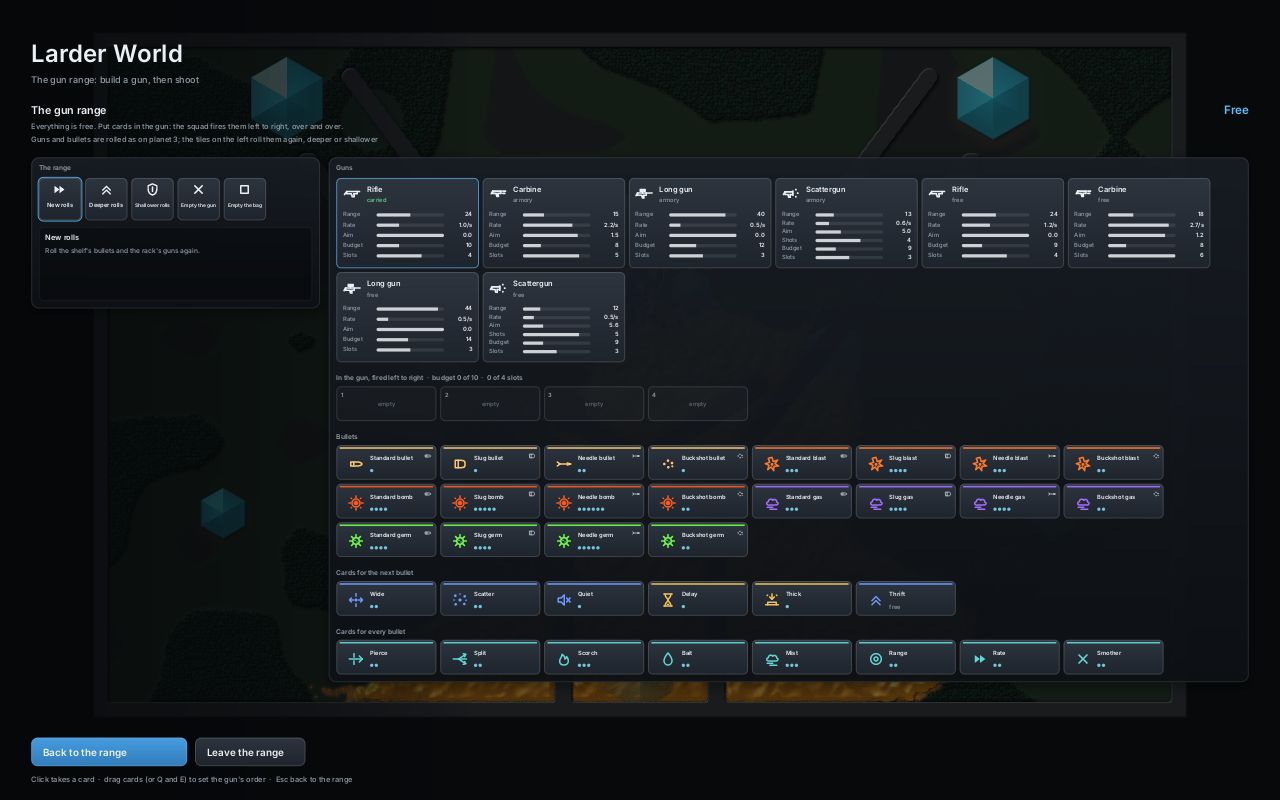 Larder World
The gun range: build a gun, then shoot
The gun range
Free
Everything is free. Put cards in the gun: the squad fires them left to right, over and over.
Guns and bullets are rolled as on planet 3; the tiles on the left roll them again, deeper or shallower
The range
New rolls
Deeper rolls
Shallower rolls
Empty the gun
Empty the bag
New rolls
Roll the shelf's bullets and the rack's guns again.
Guns
Rifle
carried
Range 24
Rate 1.0/s
Aim 0.0
Budget 10
Slots 4
Carbine
armory
Range 15
Rate 2.2/s
Aim 1.5
Budget 8
Slots 5
Long gun
armory
Range 40
Rate 0.5/s
Aim 0.0
Budget 12
Slots 3
Scattergun
armory
Range 13
Rate 0.6/s
Aim 5.0
Shots 4
Budget 9
Slots 3
Rifle
free
Range 24
Rate 1.2/s
Aim 0.0
Budget 9
Slots 4
Carbine
free
Range 18
Rate 2.7/s
Aim 1.2
Budget 8
Slots 6
Long gun
free
Range 44
Rate 0.5/s
Aim 0.0
Budget 14
Slots 3
Scattergun
free
Range 12
Rate 0.5/s
Aim 5.6
Shots 5
Budget 9
Slots 3
In the gun, fired left to right · budget 0 of 10 · 0 of 4 slots
1 empty
2 empty
3 empty
4 empty
Bullets
Standard bullet
Slug bullet
Needle bullet
Buckshot bullet
Standard blast
Slug blast
Needle blast
Buckshot blast
Standard bomb
Slug bomb
Needle bomb
Buckshot bomb
Standard gas
Slug gas
Needle gas
Buckshot gas
Standard germ
Slug germ
Needle germ
Buckshot germ
Cards for the next bullet
Wide
Scatter
Quiet
Delay
Thick
Thrift
free
Cards for every bullet
Pierce
Split
Scorch
Bait
Mist
Range
Rate
Smother
Back to the range
Leave the range
Click takes a card · drag cards (or Q and E) to set the gun's order · Esc back to the range